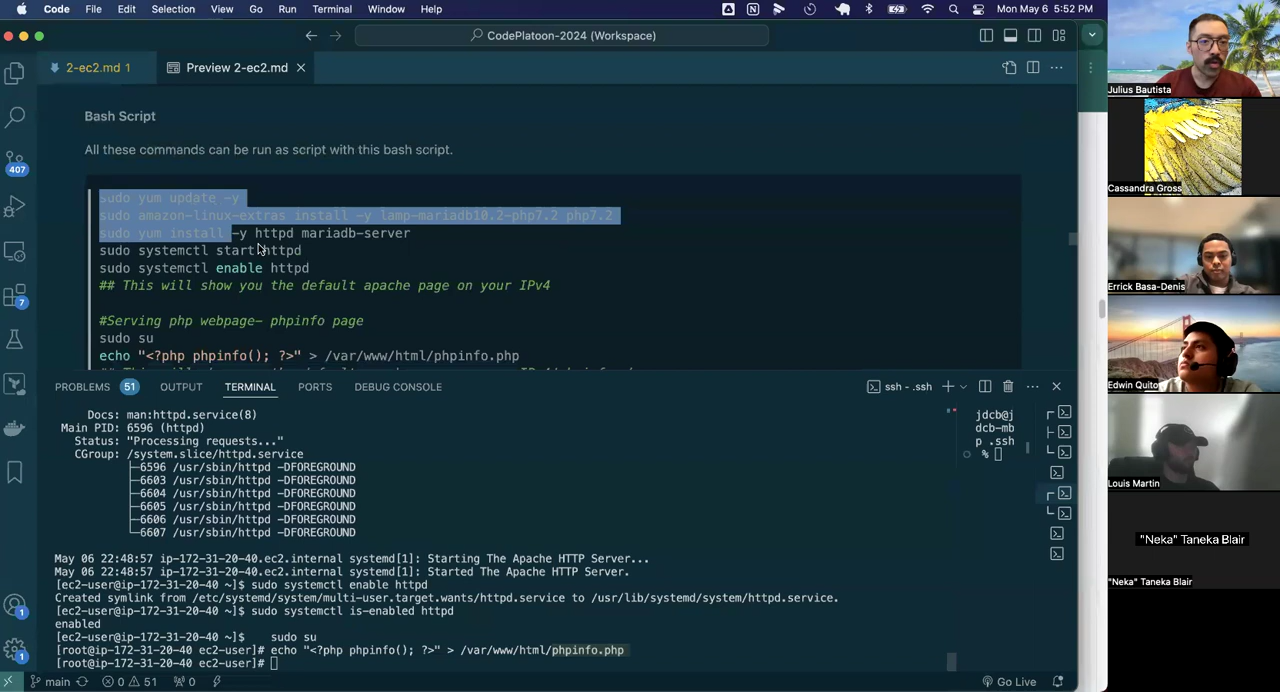 Code File Edit Selection View Go Run Terminal Window Help
Mon May 6 5:52 PM
CodePlatoon-2024 (Workspace)
2-ec2.md 1
Preview 2-ec2.md
Bash Script
All these commands can be run as script with this bash script.
sudo yum update -y
sudo amazon-linux-extras install -y lamp-mariadb10.2-php7.2 php7.2
sudo yum install -y httpd mariadb-server
sudo systemctl start httpd
sudo systemctl enable httpd
## This will show you the default apache page on your IPv4
#Serving php webpage- phpinfo page
sudo su
echo "<?php phpinfo(); ?>" > /var/www/html/phpinfo.php
407
7
1
1
PROBLEMS 51 OUTPUT TERMINAL PORTS DEBUG CONSOLE
ssh - .ssh
Docs: man:httpd.service(8)
Main PID: 6596 (httpd)
Status: "Processing requests..."
CGroup: /system.slice/httpd.service
├─6596 /usr/sbin/httpd -DFOREGROUND
├─6603 /usr/sbin/httpd -DFOREGROUND
├─6604 /usr/sbin/httpd -DFOREGROUND
├─6605 /usr/sbin/httpd -DFOREGROUND
├─6606 /usr/sbin/httpd -DFOREGROUND
└─6607 /usr/sbin/httpd -DFOREGROUND
May 06 22:48:57 ip-172-31-20-40.ec2.internal systemd[1]: Starting The Apache HTTP Server...
May 06 22:48:57 ip-172-31-20-40.ec2.internal systemd[1]: Started The Apache HTTP Server.
[ec2-user@ip-172-31-20-40 ~]$ sudo systemctl enable httpd
Created symlink from /etc/systemd/system/multi-user.target.wants/httpd.service to /usr/lib/systemd/system/httpd.service.
[ec2-user@ip-172-31-20-40 ~]$ sudo systemctl is-enabled httpd
enabled
[ec2-user@ip-172-31-20-40 ~]$    sudo su
[root@ip-172-31-20-40 ec2-user]# echo "<?php phpinfo(); ?>" > /var/www/html/phpinfo.php
[root@ip-172-31-20-40 ec2-user]#
jdcb@j
dcb-mb
p .ssh
%
main 0 51 0
Go Live
Julius Bautista
Cassandra Gross
Errick Basa-Denis
Edwin Quito
Louis Martin
"Neka" Taneka Blair
"Neka" Taneka Blair